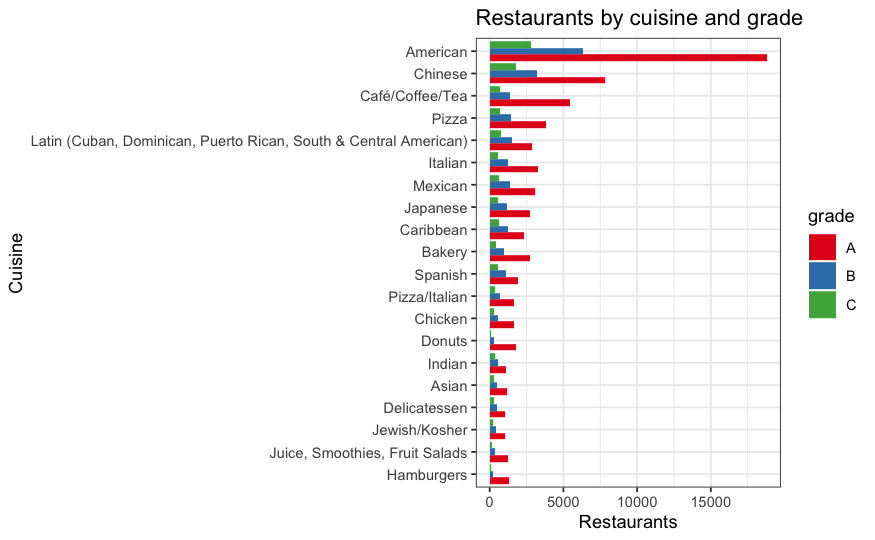 Restaurants by cuisine and grade
Cuisine
American
Chinese
Café/Coffee/Tea
Pizza
Latin (Cuban, Dominican, Puerto Rican, South & Central American)
Italian
Mexican
Japanese
Caribbean
Bakery
Spanish
Pizza/Italian
Chicken
Donuts
Indian
Asian
Delicatessen
Jewish/Kosher
Juice, Smoothies, Fruit Salads
Hamburgers
0 5000 10000 15000
Restaurants
grade
A
B
C